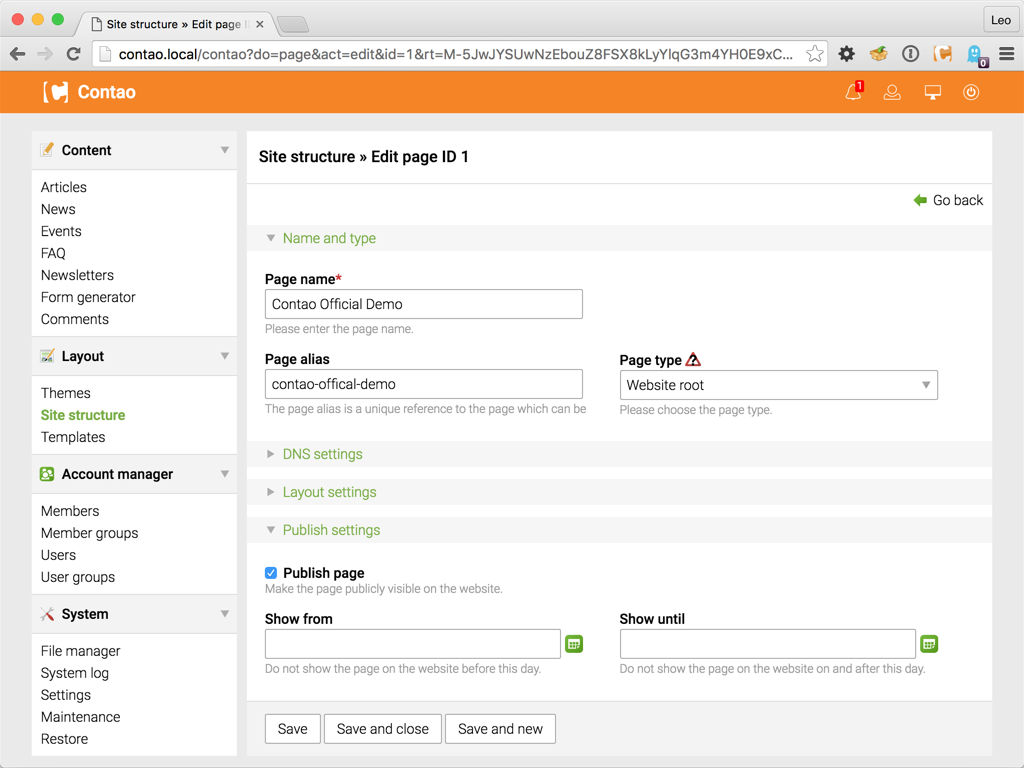 Site structure » Edit page
Leo
contao.local/contao?do=page&act=edit&id=1&rt=M-5JwJYSUwNzEbouZ8FSX8kLyYlqG3m4YH0E9xC...
0
Contao
1
Content
Articles
News
Events
FAQ
Newsletters
Form generator
Comments
Layout
Themes
Site structure
Templates
Account manager
Members
Member groups
Users
User groups
System
File manager
System log
Settings
Maintenance
Restore
Site structure » Edit page ID 1
Go back
Name and type
Page name*
Contao Official Demo
Please enter the page name.
Page alias
contao-offical-demo
The page alias is a unique reference to the page which can be
Page type
Website root
Please choose the page type.
DNS settings
Layout settings
Publish settings
Publish page
Make the page publicly visible on the website.
Show from
Do not show the page on the website before this day.
Show until
Do not show the page on the website on and after this day.
Save
Save and close
Save and new